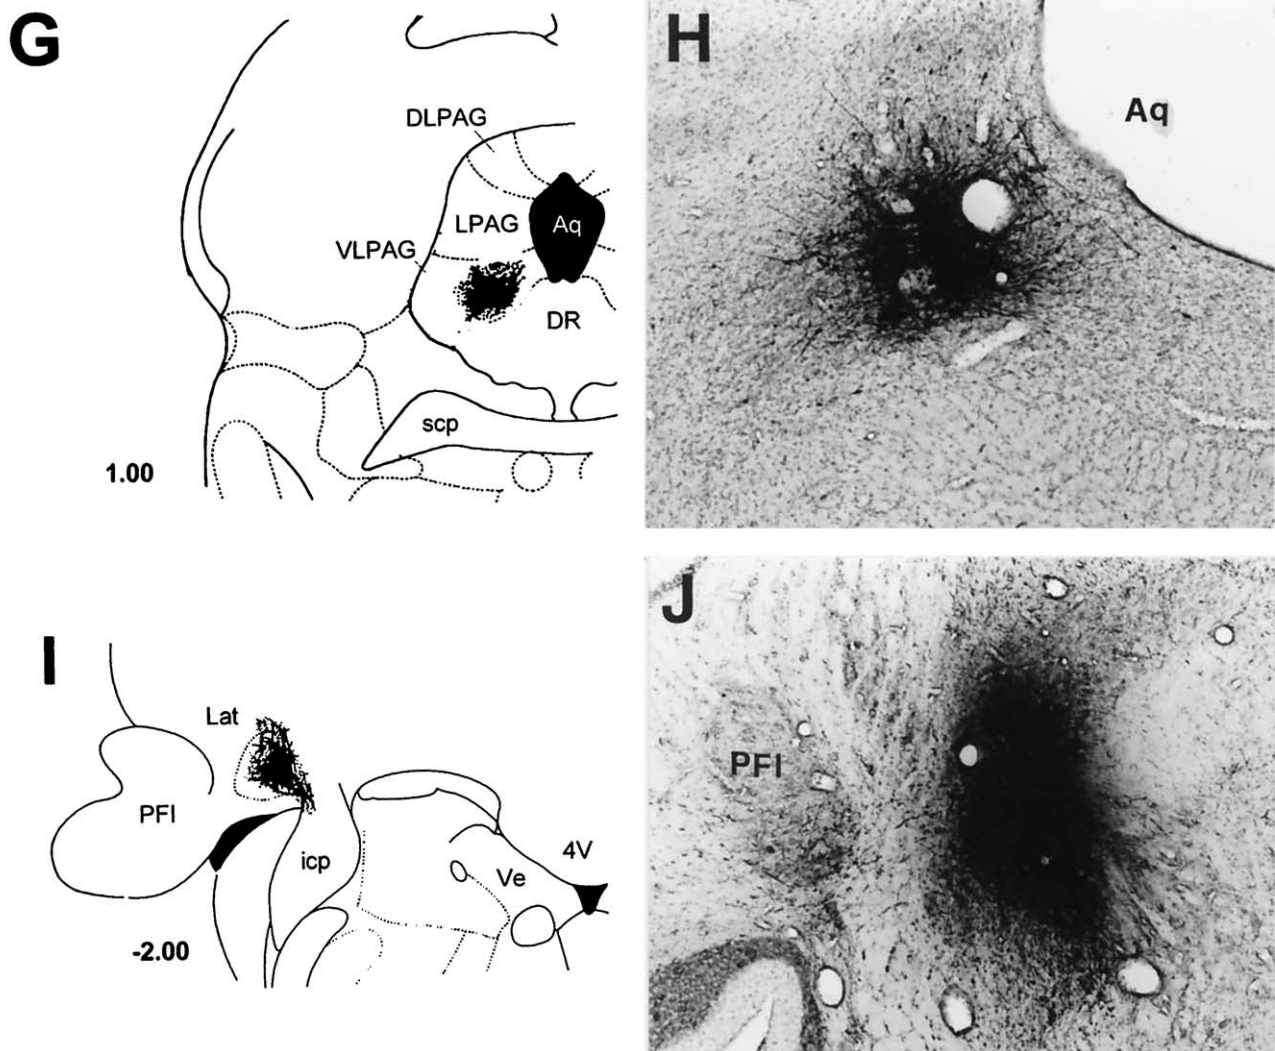 G
DLPAG
LPAG
Aq
VLPAG
DR
scp
1.00
H
Aq
I
Lat
PFl
icp
4V
Ve
-2.00
J
PFl